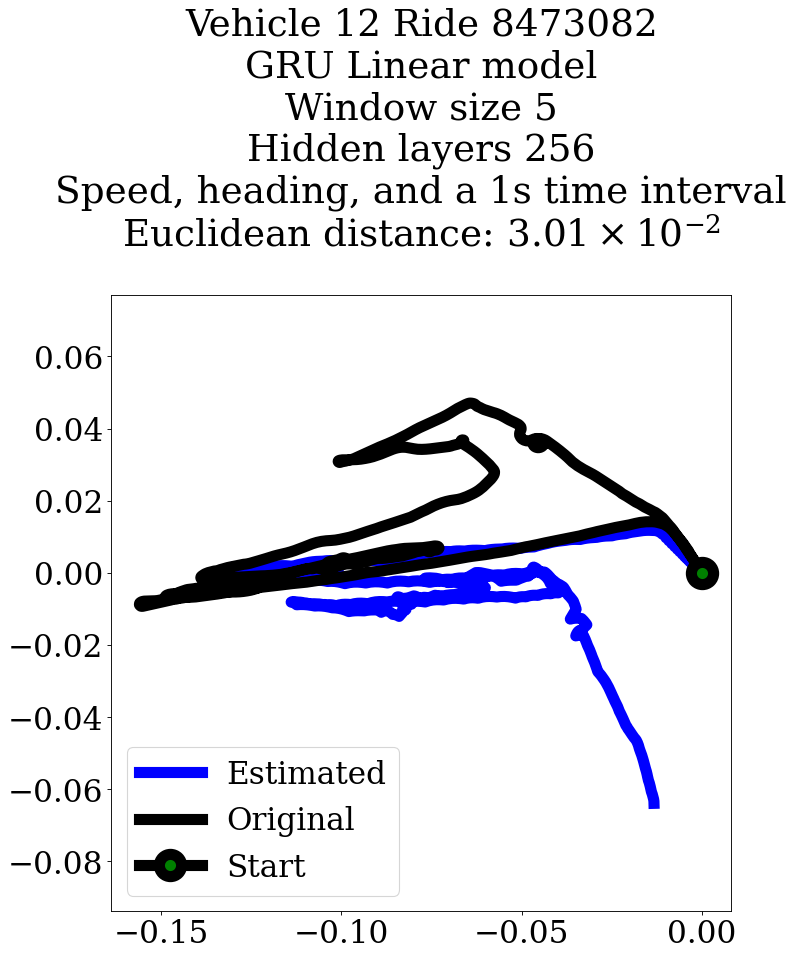 Vehicle 12 Ride 8473082
GRU Linear model
Window size 5
Hidden layers 256
Speed, heading, and a 1s time interval
Euclidean distance: 3.01 × 10⁻²
0.06
0.04
0.02
0.00
−0.02
−0.04
−0.06
−0.08
Estimated
Original
Start
−0.15 −0.10 −0.05 0.00